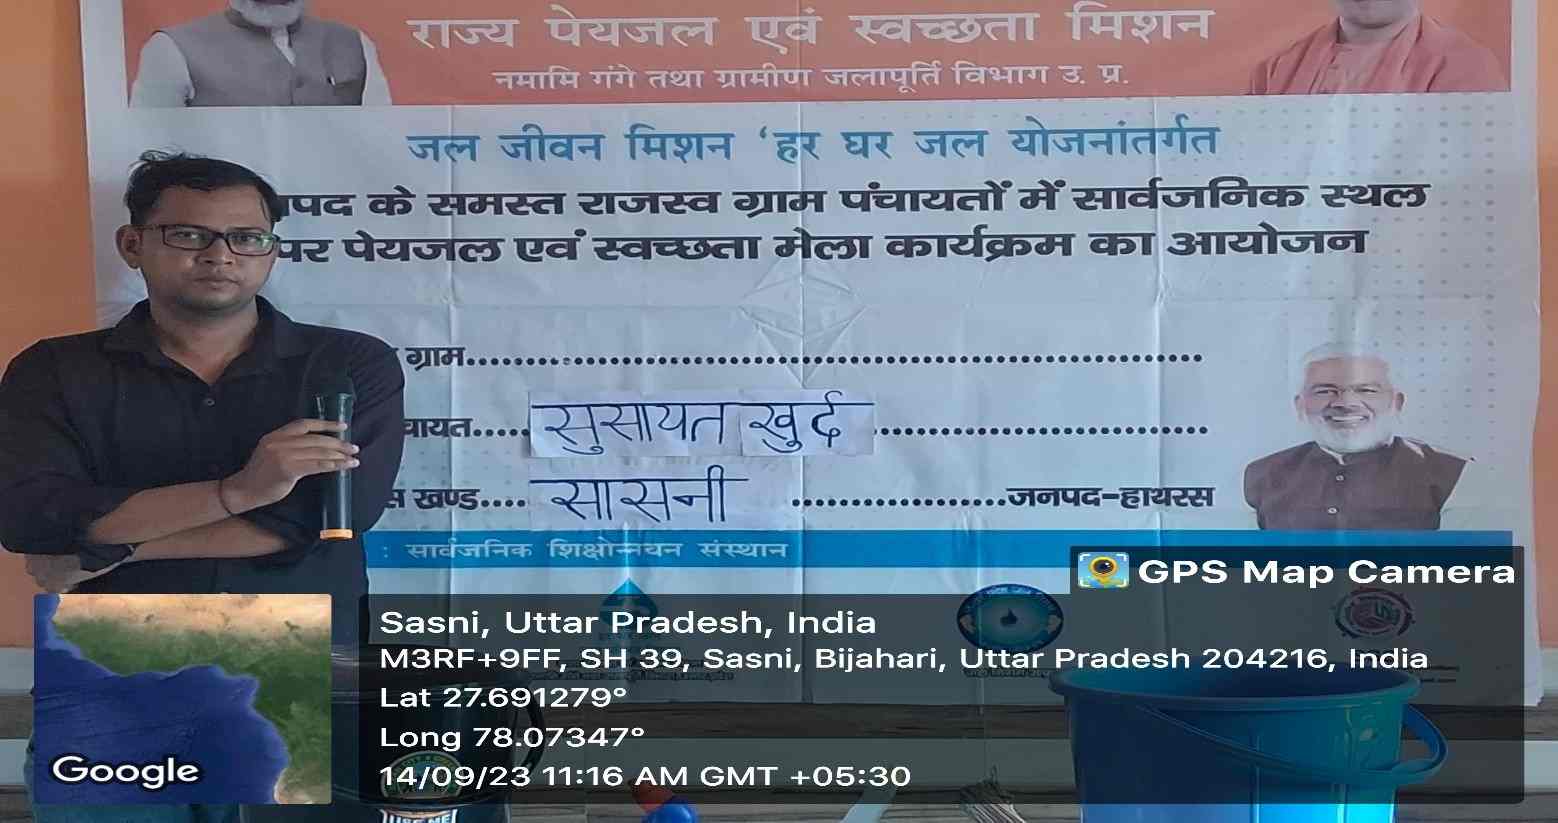 राज्य पेयजल एवं स्वच्छता मिशन
नमामि गंगे तथा ग्रामीण जलापूर्ति विभाग उ. प्र.
जल जीवन मिशन ‘हर घर जल योजनांतर्गत
पद के समस्त राजस्व ग्राम पंचायतों में सार्वजनिक स्थल
पर पेयजल एवं स्वच्छता मेला कार्यक्रम का आयोजन
ग्राम..........................................................................
चायत.....सुसायत खुर्द..................................
स खण्ड....सासनी.....................जनपद-हाथरस
: सार्वजनिक शिक्षोन्नयन संस्थान
GPS Map Camera
Sasni, Uttar Pradesh, India
M3RF+9FF, SH 39, Sasni, Bijahari, Uttar Pradesh 204216, India
Lat 27.691279°
Long 78.07347°
14/09/23 11:16 AM GMT +05:30
Google
USE ME